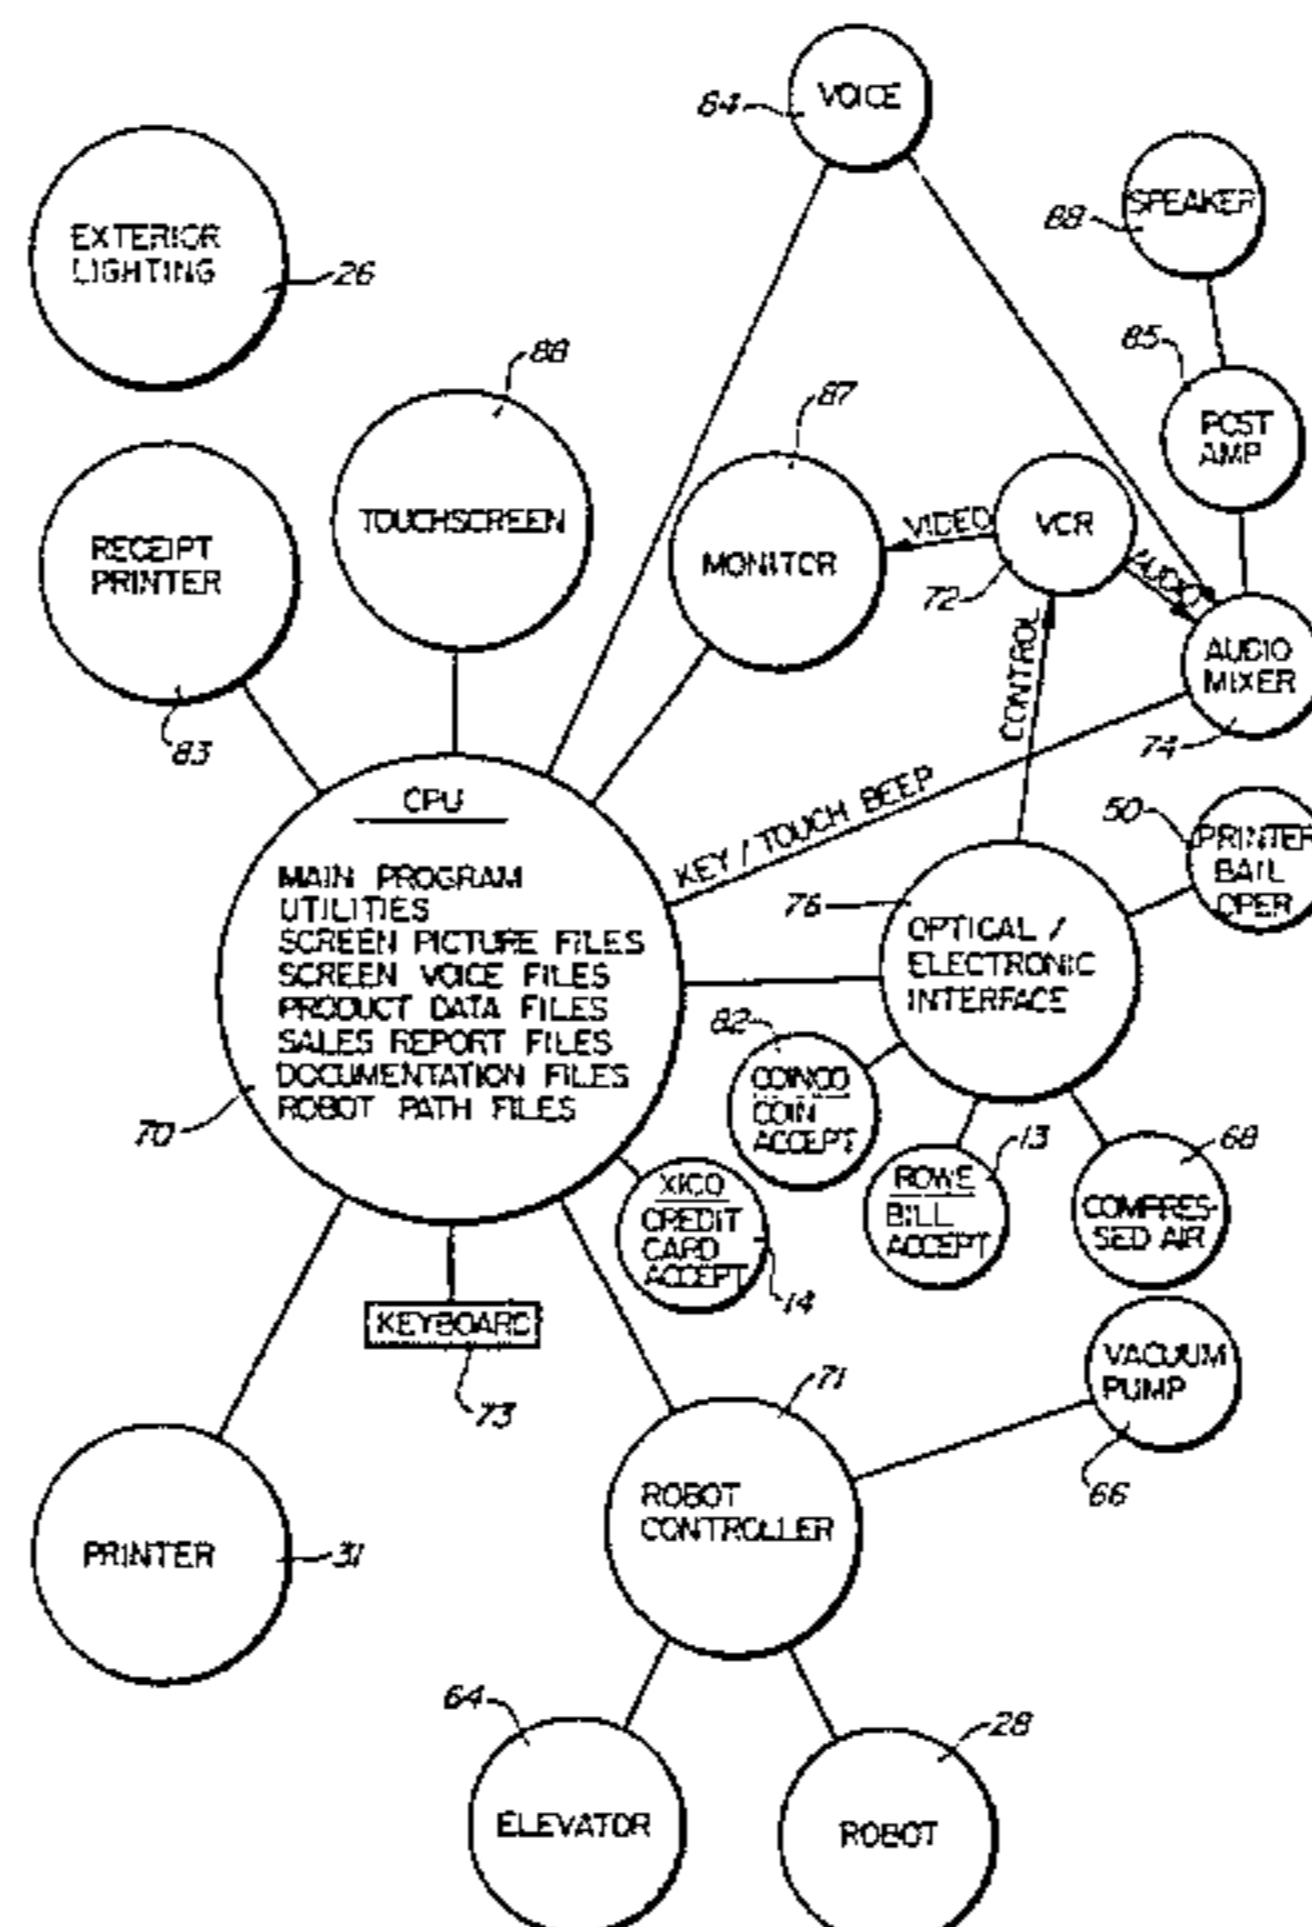 VOICE
84
SPEAKER
88
EXTERIOR
LIGHTING
26
85
POST
AMP
88
TOUCHSCREEN
87
MONITOR
VIDEO
VCR
72
AUDIO
RECEIPT
PRINTER
83
CONTROL
AUDIO
MIXER
74
KEY / TOUCH BEEP
CPU
MAIN PROGRAM
UTILITIES
SCREEN PICTURE FILES
SCREEN VOICE FILES
PRODUCT DATA FILES
SALES REPORT FILES
DOCUMENTATION FILES
ROBOT PATH FILES
70
50
PRINTER
BAIL
OPER
76
OPTICAL /
ELECTRONIC
INTERFACE
82
COINCO
COIN
ACCEPT
13
ROWE
BILL
ACCEPT
68
COMPRES-
SED AIR
XICO
CREDIT
CARD
ACCEPT
14
KEYBOARD
73
VACUUM
PUMP
66
71
ROBOT
CONTROLLER
PRINTER
31
64
ELEVATOR
28
ROBOT